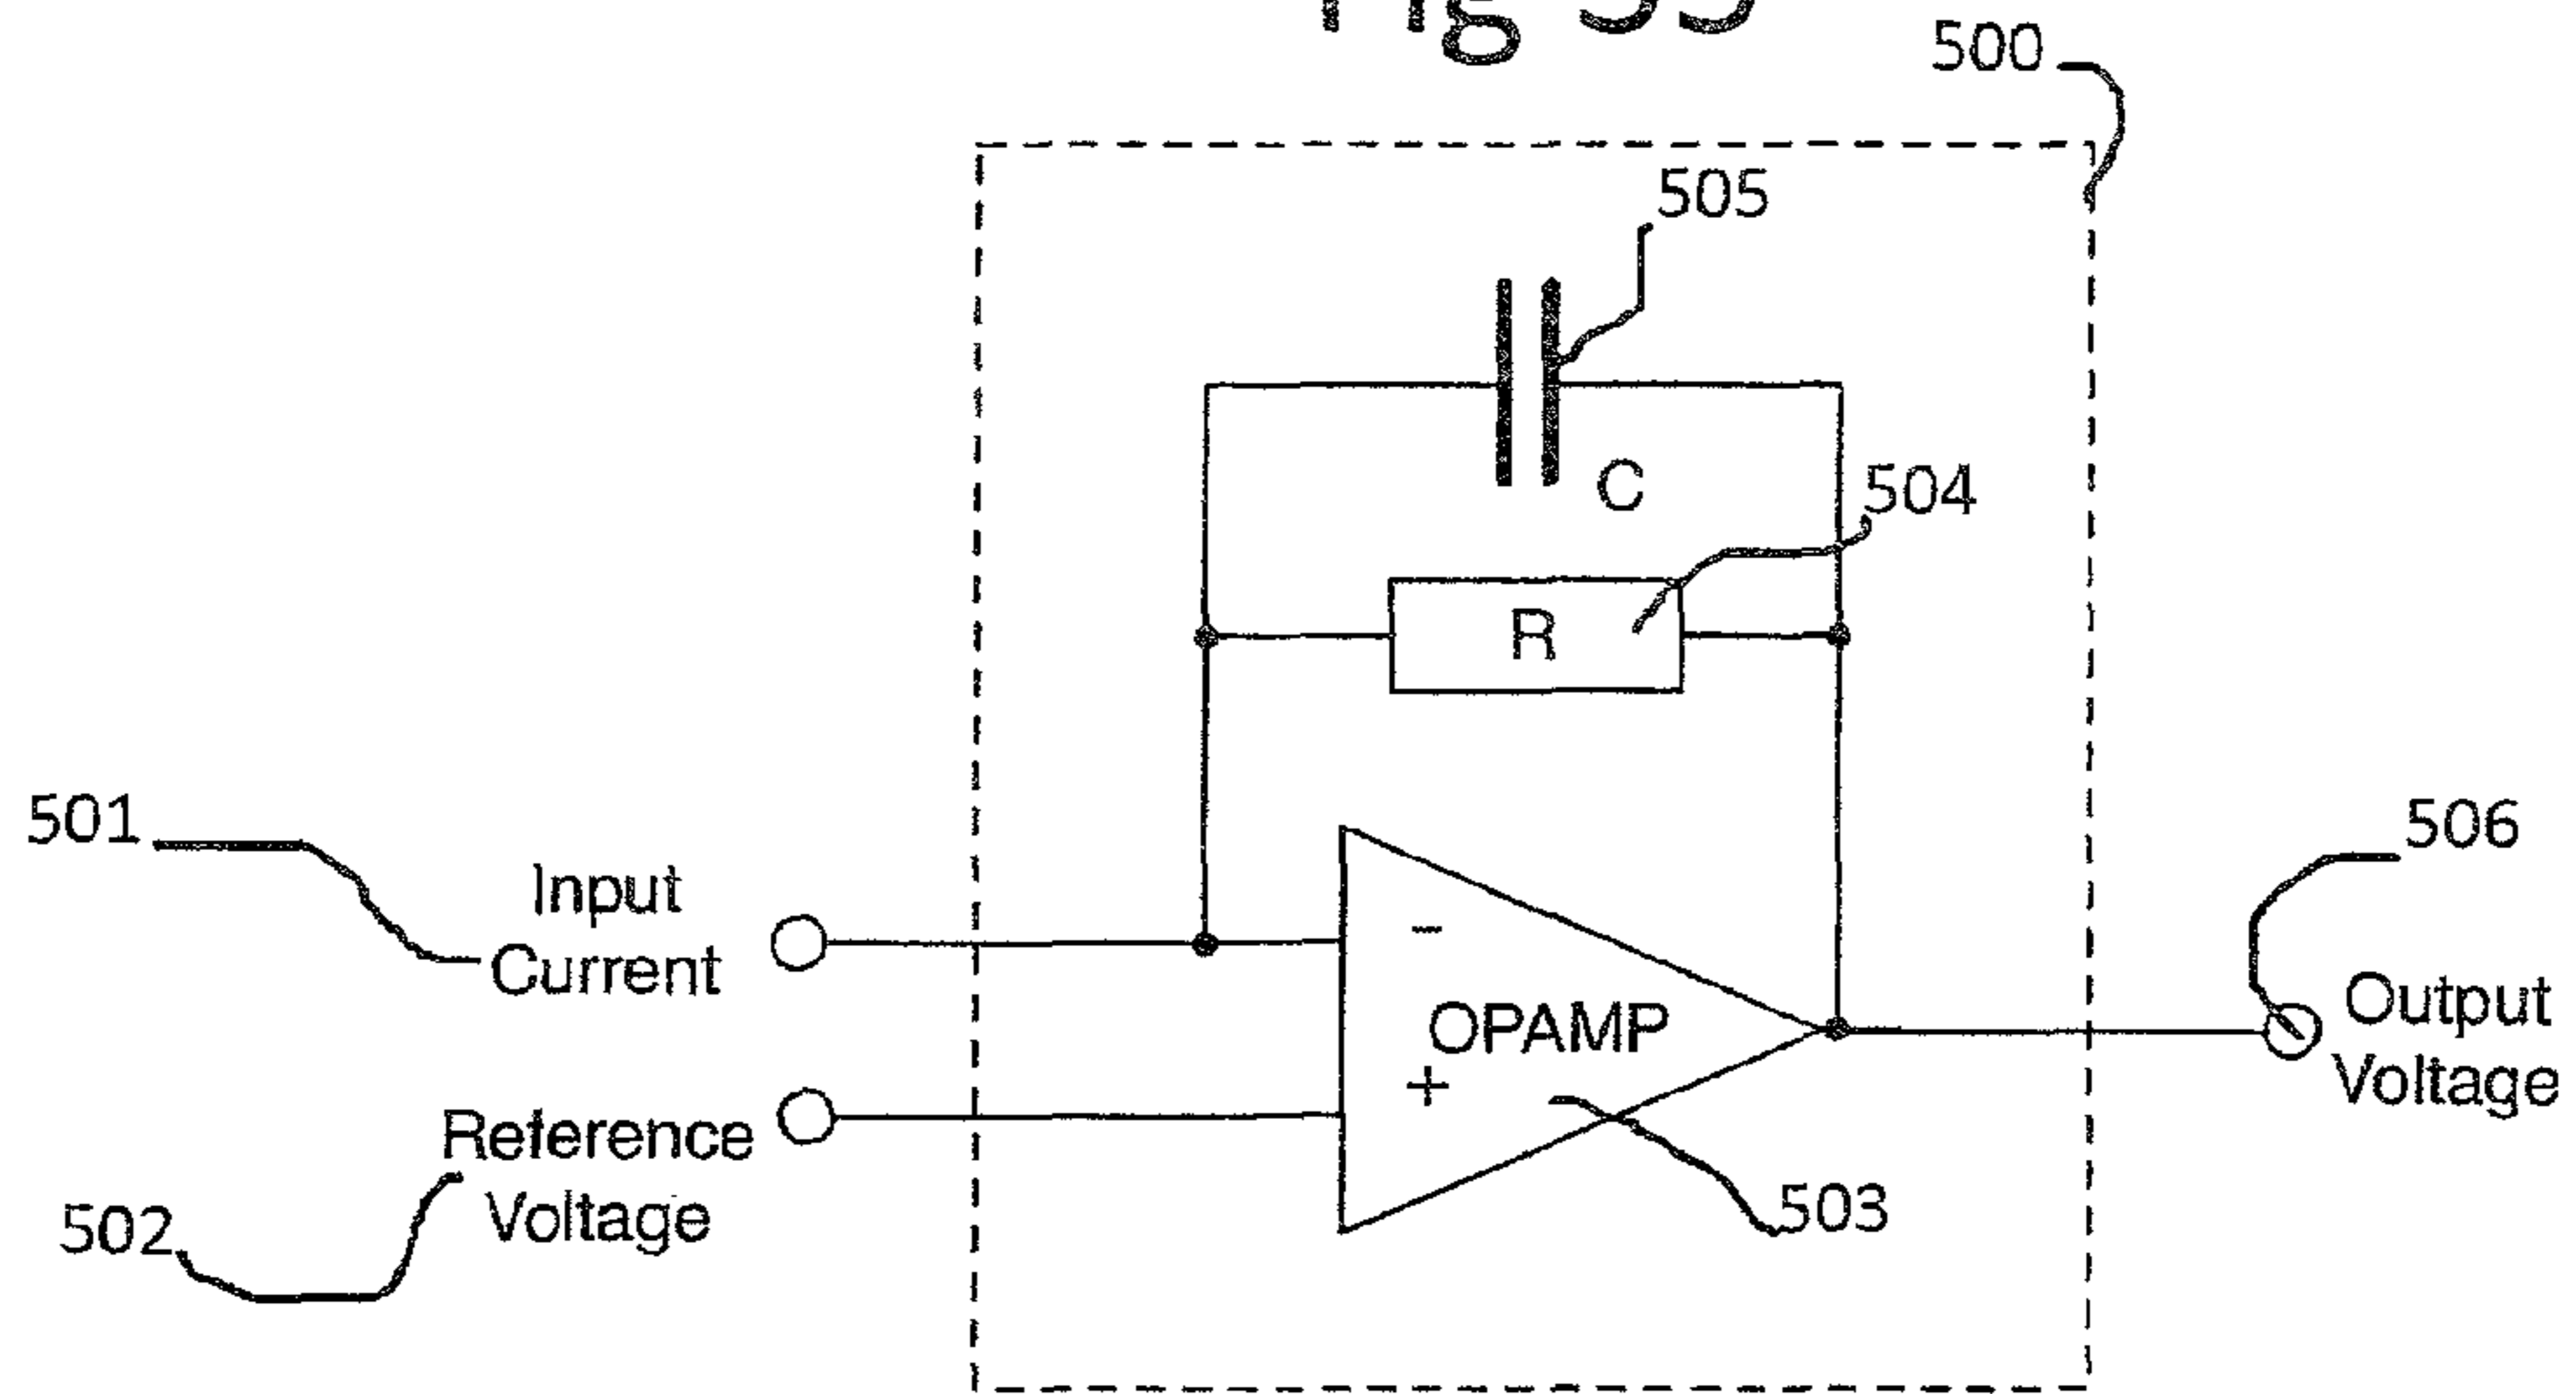 500
505
C
504
R
501
Input
Current
506
Output
Voltage
-
OPAMP
+
Reference
Voltage
502
503